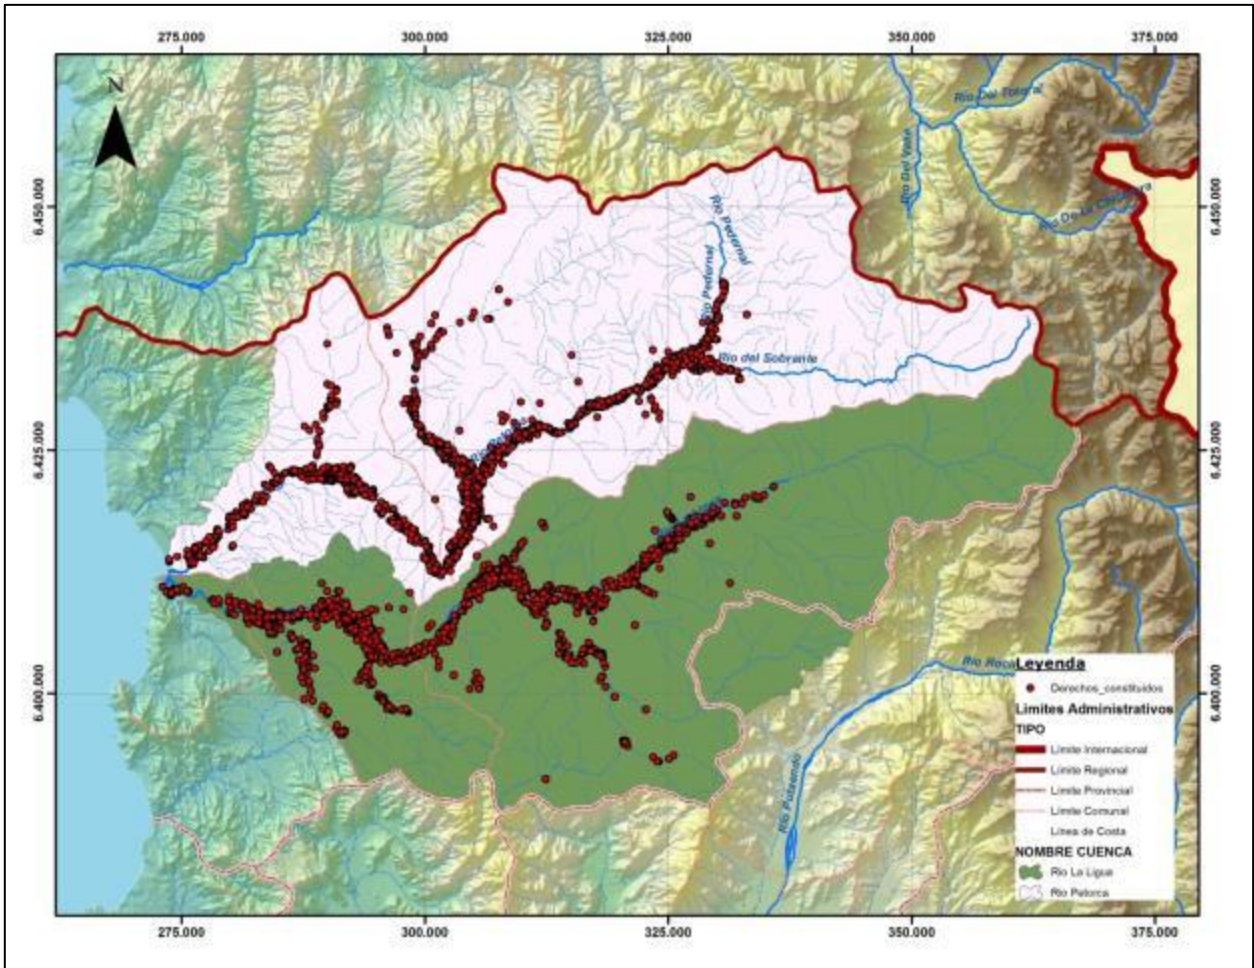 275.000 300.000 325.000 350.000 375.000
N
Rio Del Totoral
Rio Del Valle
6.450.000
6.450.000
Rio De La
Rio Pedernal
Rio Pedernal
Rio del Sobrante
6.425.000
6.425.000
6.400.000
6.400.000
Rio Putaendo
Leyenda
Derechos_constituidos
Limites Administrativos
TIPO
Limite Internacional
Limite Regional
Limite Provincial
Limite Comunal
Linea de Costa
NOMBRE CUENCA
Rio La Ligua
Rio Petorca
275.000 300.000 325.000 350.000 375.000